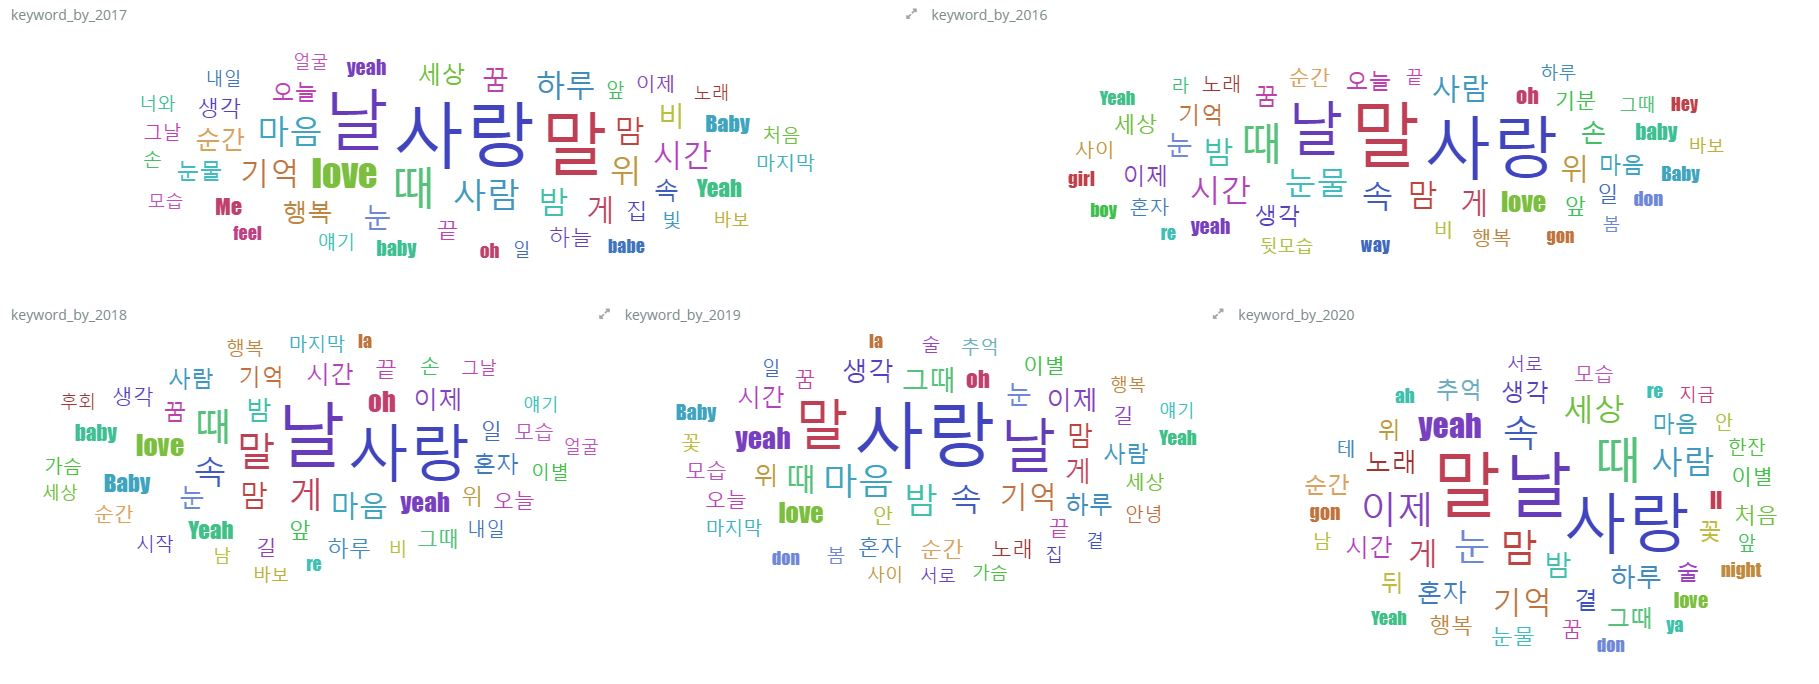 keyword_by_2017
얼굴 yeah 세상 꿈 하루 앞 이제 노래
내일 오늘 날 사랑 말 맘 비 Baby 처음
너와 생각 그날 순간 마음 손 눈물 기억 love 때 사람 밤 위 시간 마지막
모습 Me 행복 눈 게 집 속 Yeah 빛 바보
feel 얘기 baby 끝 oh 일 하늘 babe
keyword_by_2016
라 노래 순간 오늘 끝 하루
Yeah 기억 꿈 사람 oh 기분 그때 Hey
세상 눈 밤 때 날 말 사랑 손 baby 바보
사이 girl 이제 시간 눈물 속 맘 게 love 위 마음 Baby
boy 혼자 생각 앞 일 don
re yeah 뒷모습 way 비 행복 gon 봄
keyword_by_2018
행복 마지막 la
사람 기억 시간 끝 손 그날
후회 생각 꿈 밤 날 oh 이제 얘기
baby love 때 말 사랑 일 모습 얼굴
가슴 세상 Baby 속 눈 맘 게 마음 yeah 혼자 위 이별 오늘
순간 Yeah 앞 하루 비 그때 내일
시작 남 길 바보 re
keyword_by_2019
la 술 추억
일 꿈 생각 그때 oh 이별
Baby 시간 말 사랑 눈 이제 행복 길 얘기
꽃 yeah 날 맘 사람 Yeah
모습 위 때 마음 밤 속 기억 게 하루 세상
오늘 love 안 안녕
마지막 don 봄 혼자 순간 노래 끝 집 곁
사이 서로 가슴
keyword_by_2020
서로 모습
ah 추억 생각 re 지금
위 yeah 속 세상 마음 안
테 노래 말 날 때 사람 한잔 이별
순간 gon 이제 사랑 ll 꽃 처음
남 시간 게 눈 맘 밤 앞
뒤 혼자 기억 곁 하루 술 night
Yeah 행복 눈물 꿈 그때 love ya
don